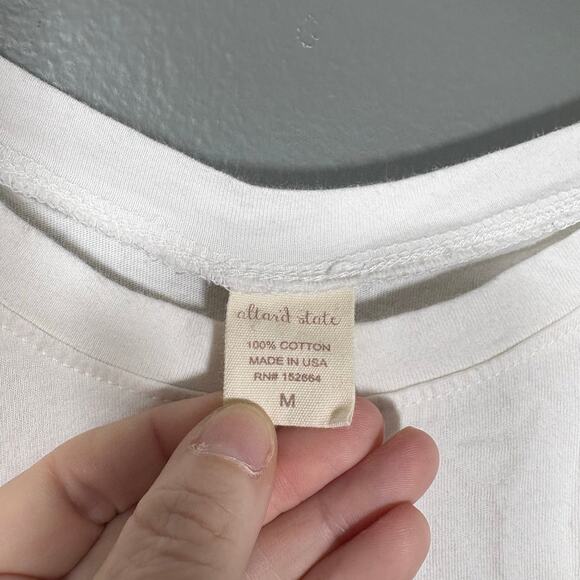 altar'd state
100% COTTON
MADE IN USA
RN# 152664
M